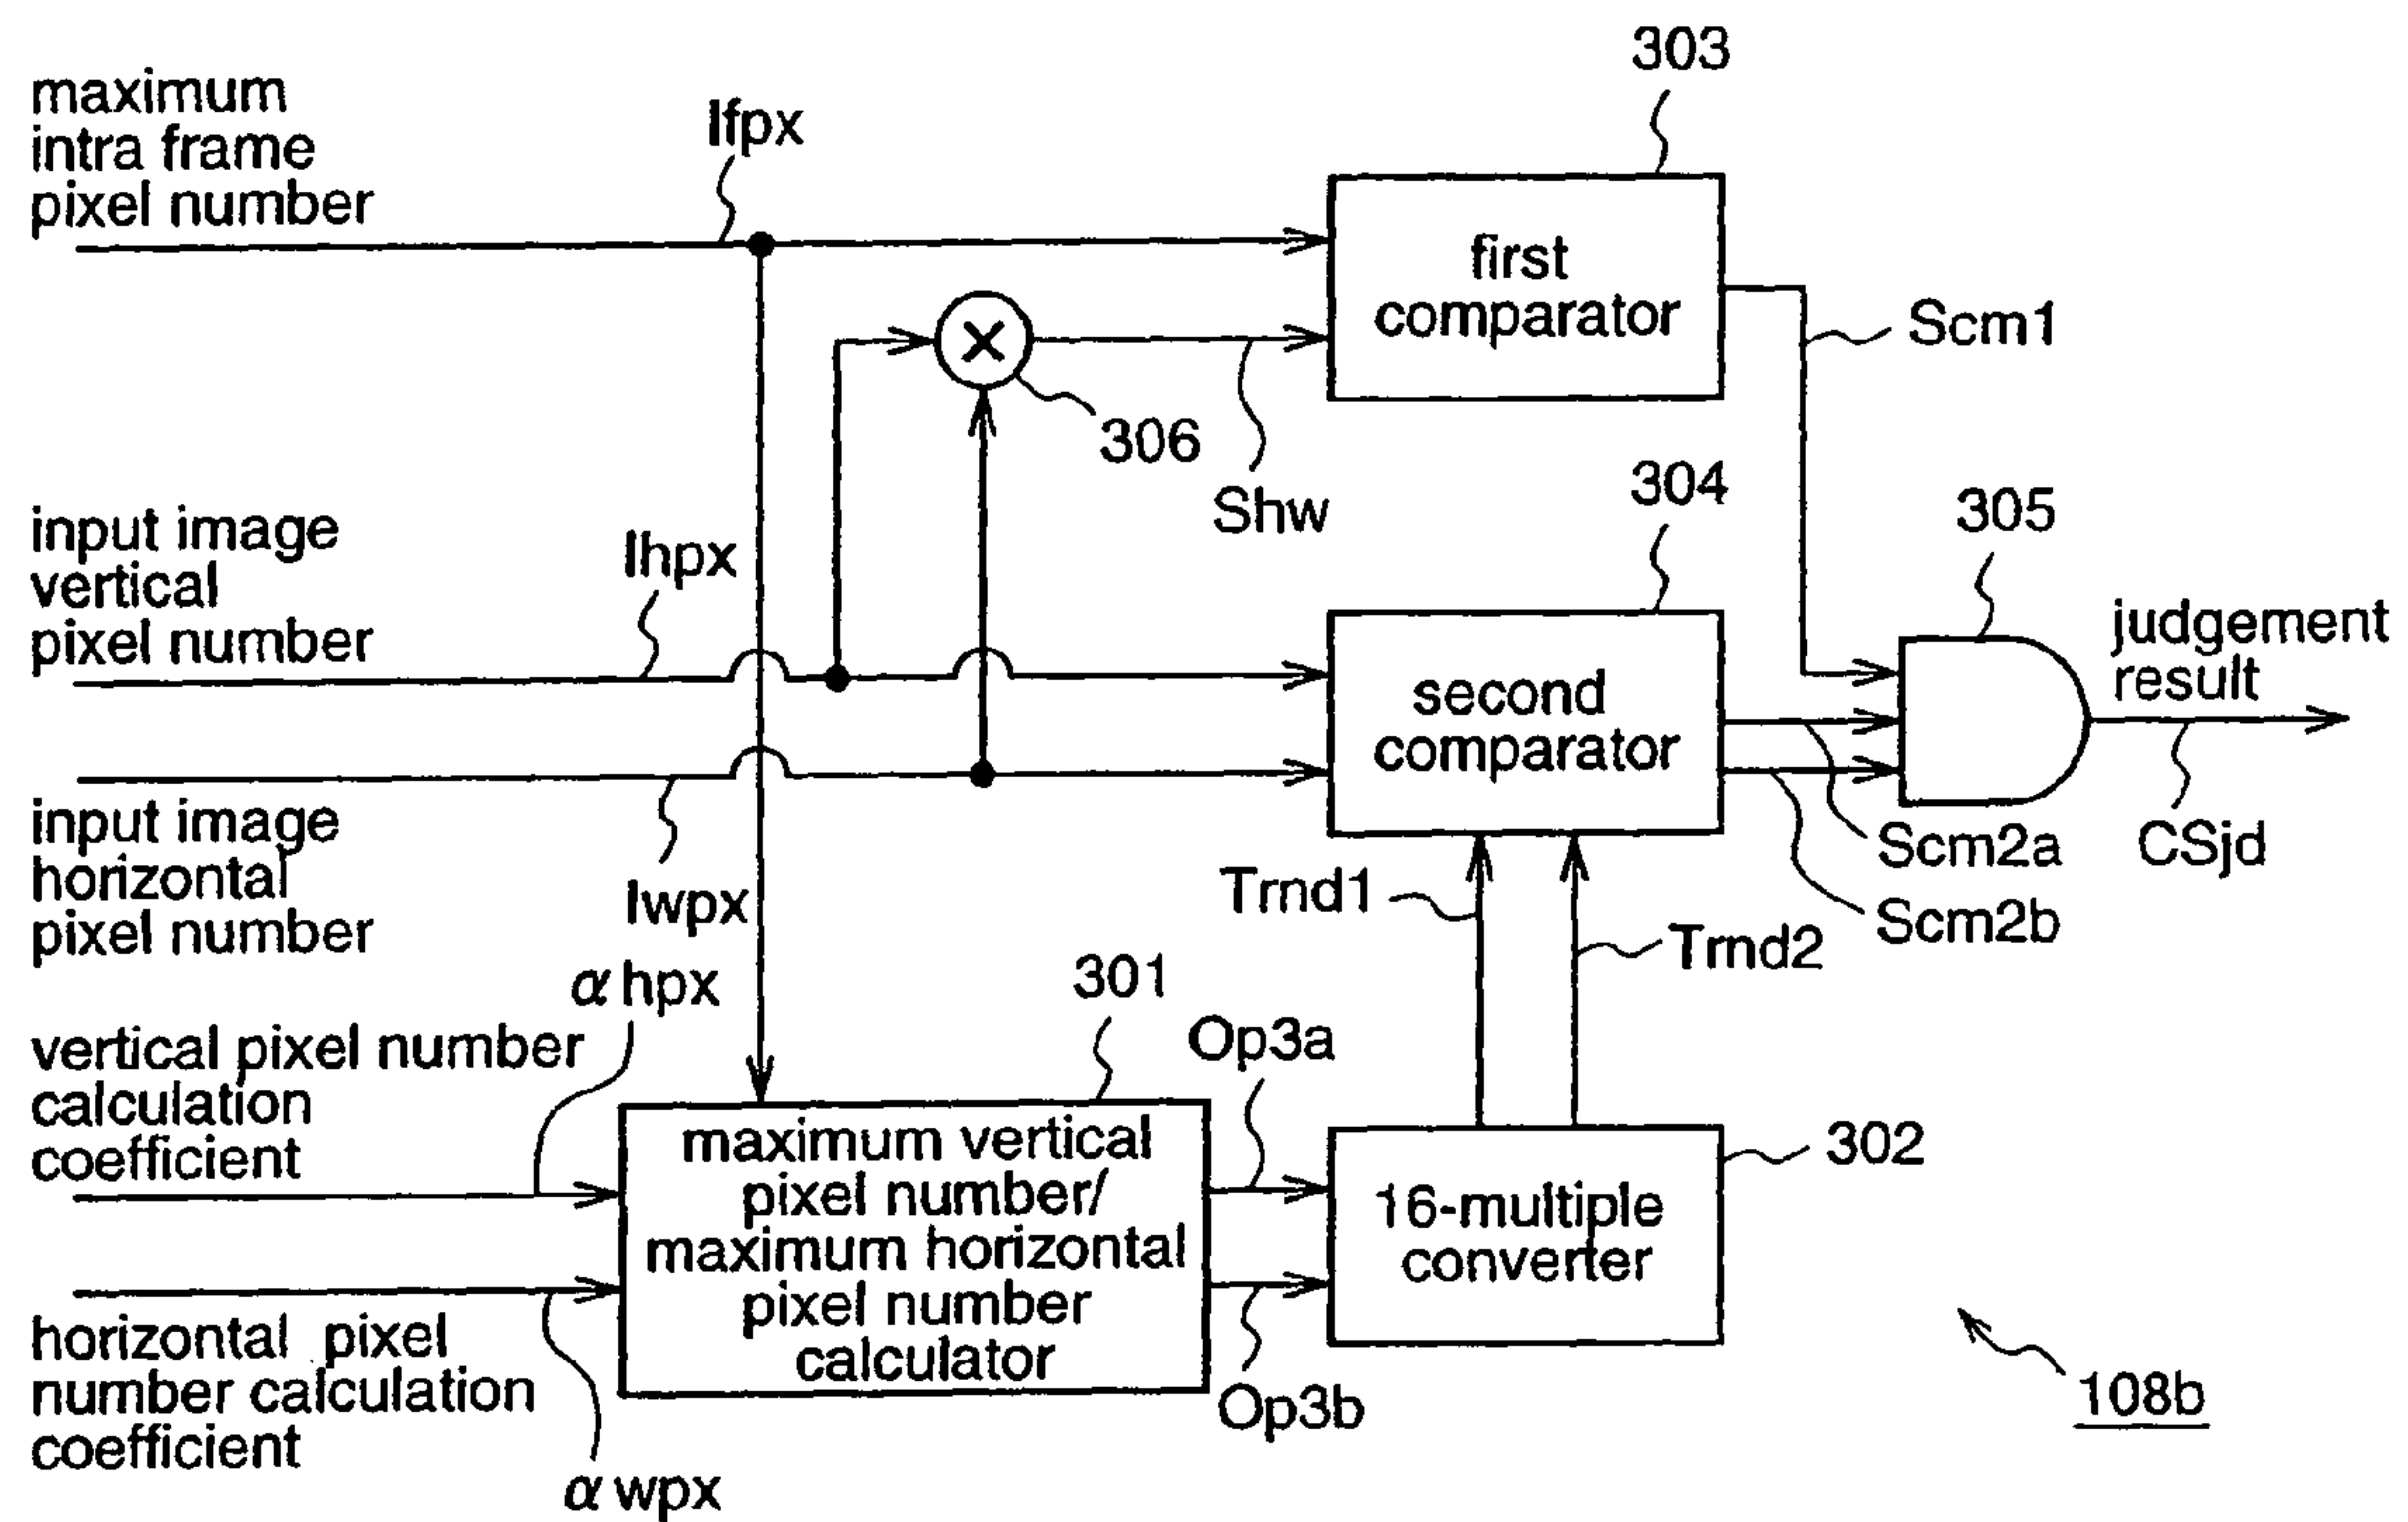 303
maximum
intra frame
pixel number
Ifpx
first
comparator
Scm1
306
Shw
304
305
input image
vertical
pixel number
Ihpx
second
comparator
judgement
result
input image
horizontal
pixel number
Iwpx
Trnd1
Trnd2
Scm2a
Scm2b
CSjd
α hpx
301
Op3a
vertical pixel number
calculation
coefficient
maximum vertical
pixel number/
maximum horizontal
pixel number
calculator
16-multiple
converter
302
horizontal pixel
number calculation
coefficient
Op3b
108b
α wpx